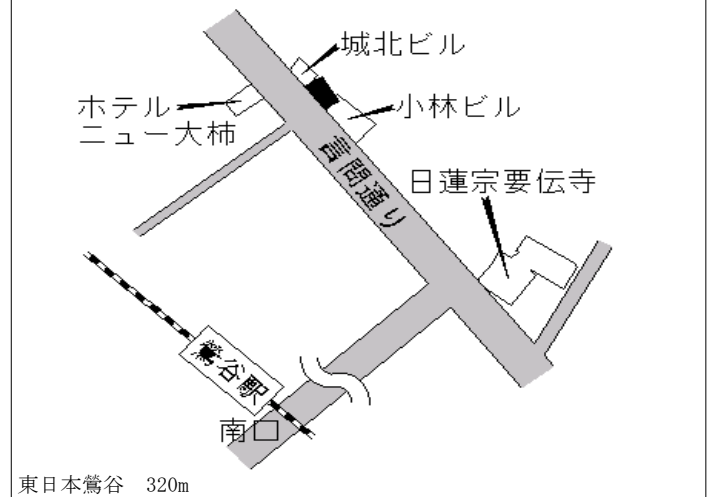 城北ビル
ホテル
ニュー大柿
小林ビル
言問通り
日蓮宗要伝寺
鶯谷駅
南口
東日本鶯谷　320m